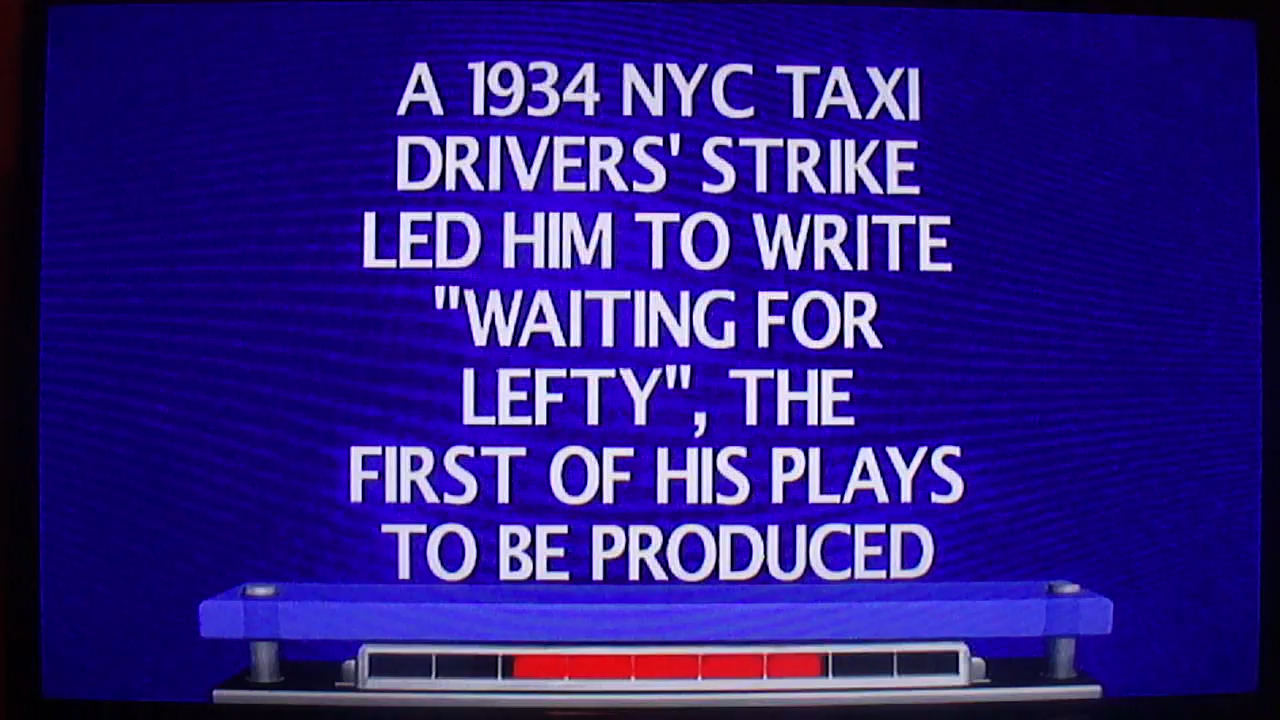 A 1934 NYC TAXI
DRIVERS' STRIKE
LED HIM TO WRITE
"WAITING FOR
LEFTY", THE
FIRST OF HIS PLAYS
TO BE PRODUCED